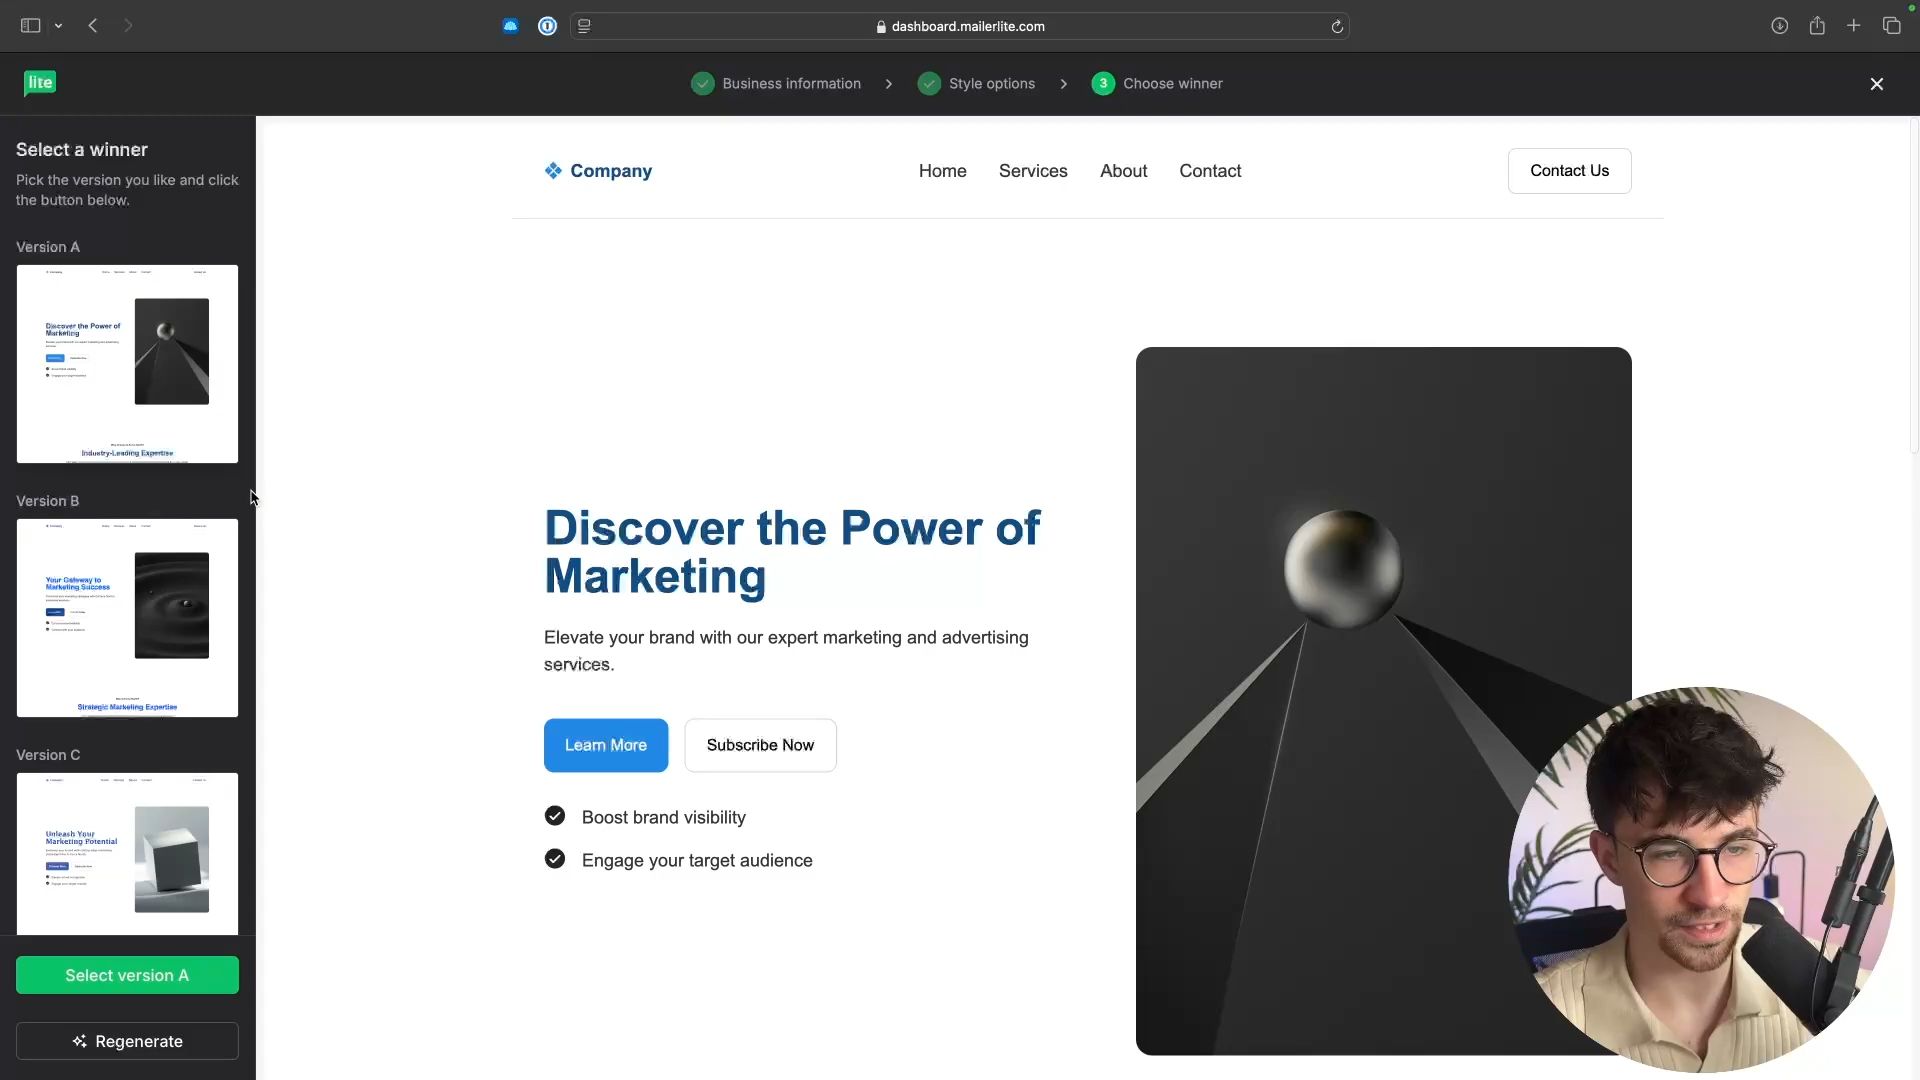 dashboard.mailerlite.com
lite
Business information
Style options
3 Choose winner
Select a winner
Pick the version you like and click
the button below.
Version A
Discover the Power of
Marketing
Industry-Leading Expertise
Version B
Your Gateway to
Marketing Success
Strategic Marketing Expertise
Version C
Unleash Your
Marketing Potential
Select version A
Regenerate
Company
Home
Services
About
Contact
Contact Us
Discover the Power of
Marketing
Elevate your brand with our expert marketing and advertising
services.
Learn More
Subscribe Now
Boost brand visibility
Engage your target audience